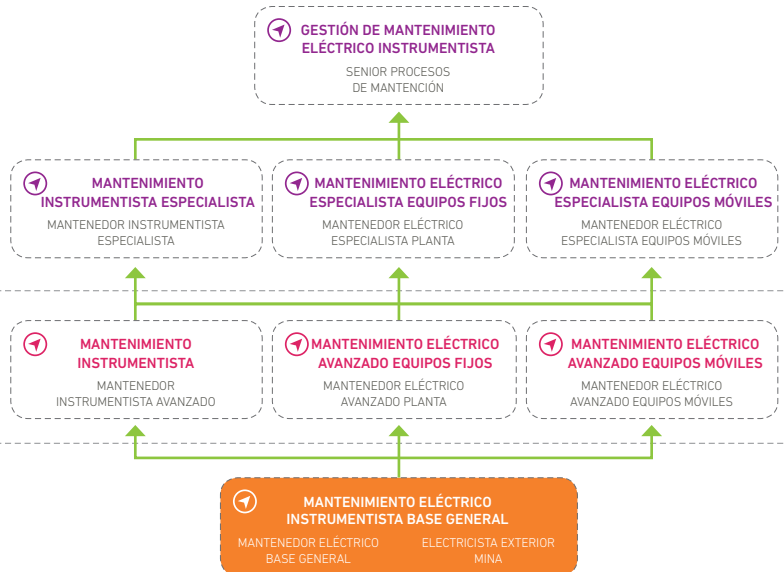 GESTIÓN DE MANTENIMIENTO
ELÉCTRICO INSTRUMENTISTA
SENIOR PROCESOS
DE MANTENCIÓN
MANTENIMIENTO
INSTRUMENTISTA ESPECIALISTA
MANTENEDOR INSTRUMENTISTA
ESPECIALISTA
MANTENIMIENTO ELÉCTRICO
ESPECIALISTA EQUIPOS FIJOS
MANTENEDOR ELÉCTRICO
ESPECIALISTA PLANTA
MANTENIMIENTO ELÉCTRICO
ESPECIALISTA EQUIPOS MÓVILES
MANTENEDOR ELÉCTRICO
ESPECIALISTA EQUIPOS MÓVILES
MANTENIMIENTO
INSTRUMENTISTA
MANTENEDOR
INSTRUMENTISTA AVANZADO
MANTENIMIENTO ELÉCTRICO
AVANZADO EQUIPOS FIJOS
MANTENEDOR ELÉCTRICO
AVANZADO PLANTA
MANTENIMIENTO ELÉCTRICO
AVANZADO EQUIPOS MÓVILES
MANTENEDOR ELÉCTRICO
AVANZADO EQUIPOS MÓVILES
MANTENIMIENTO ELÉCTRICO
INSTRUMENTISTA BASE GENERAL
MANTENEDOR ELÉCTRICO
BASE GENERAL
ELECTRICISTA EXTERIOR
MINA